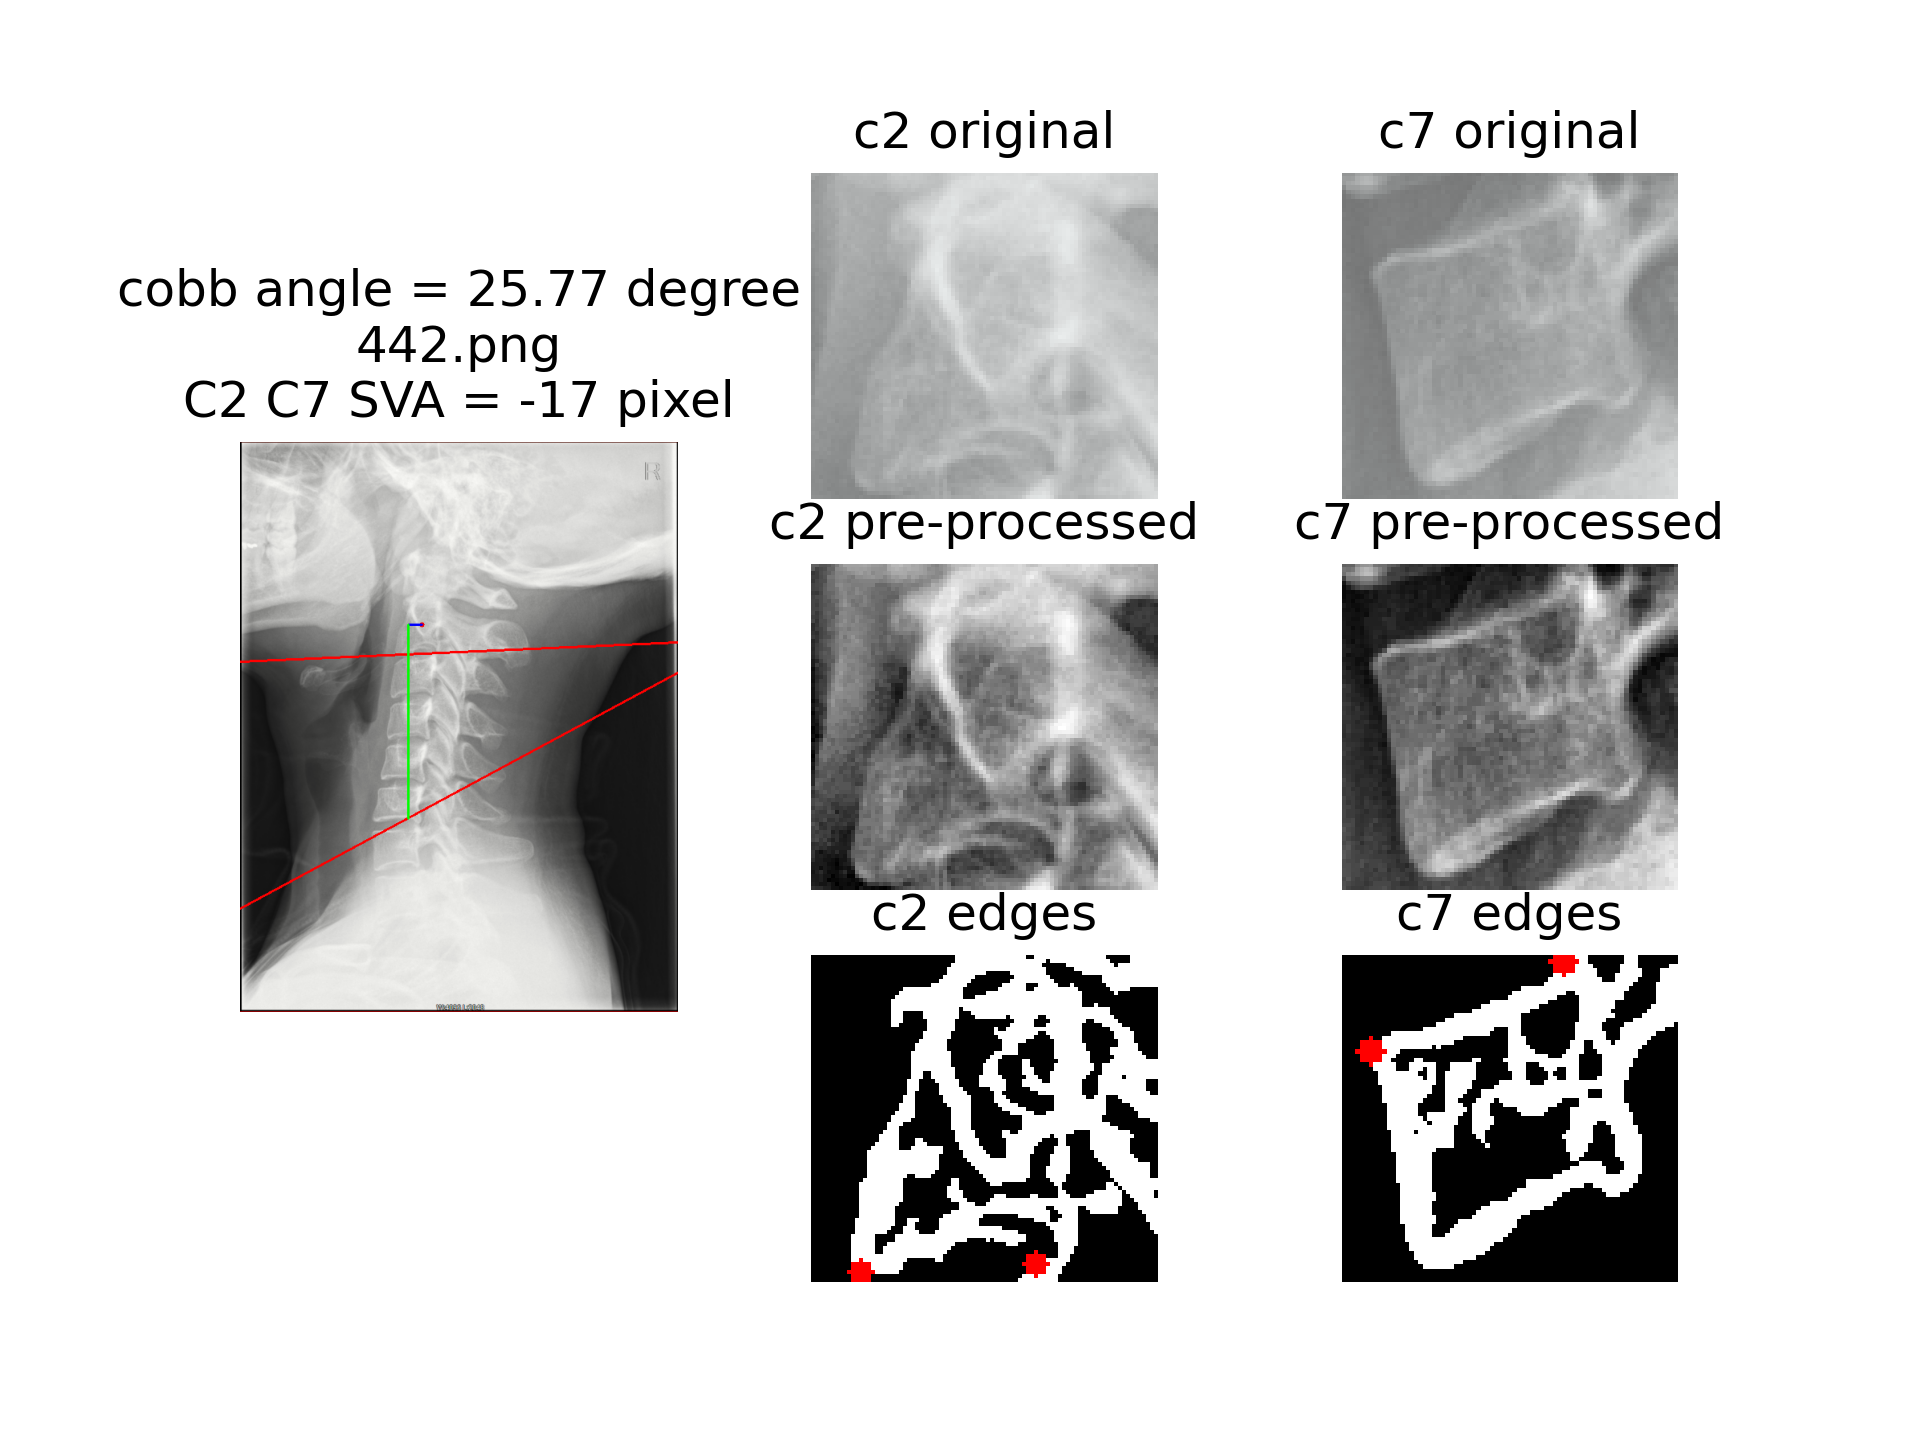 cobb angle = 25.77 degree
442.png
C2 C7 SVA = -17 pixel
R
c2 original
c7 original
c2 pre-processed
c7 pre-processed
c2 edges
c7 edges